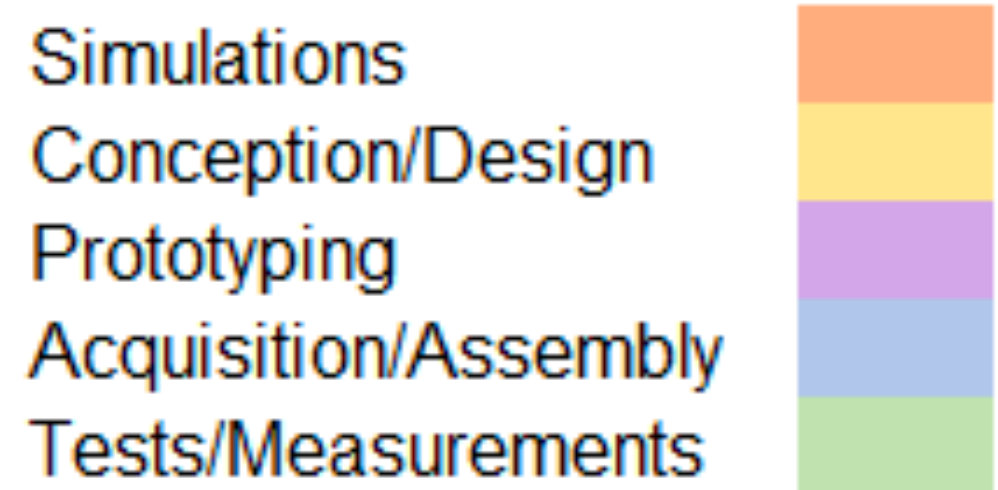 Simulations
Conception/Design
Prototyping
Acquisition/Assembly
Tests/Measurements